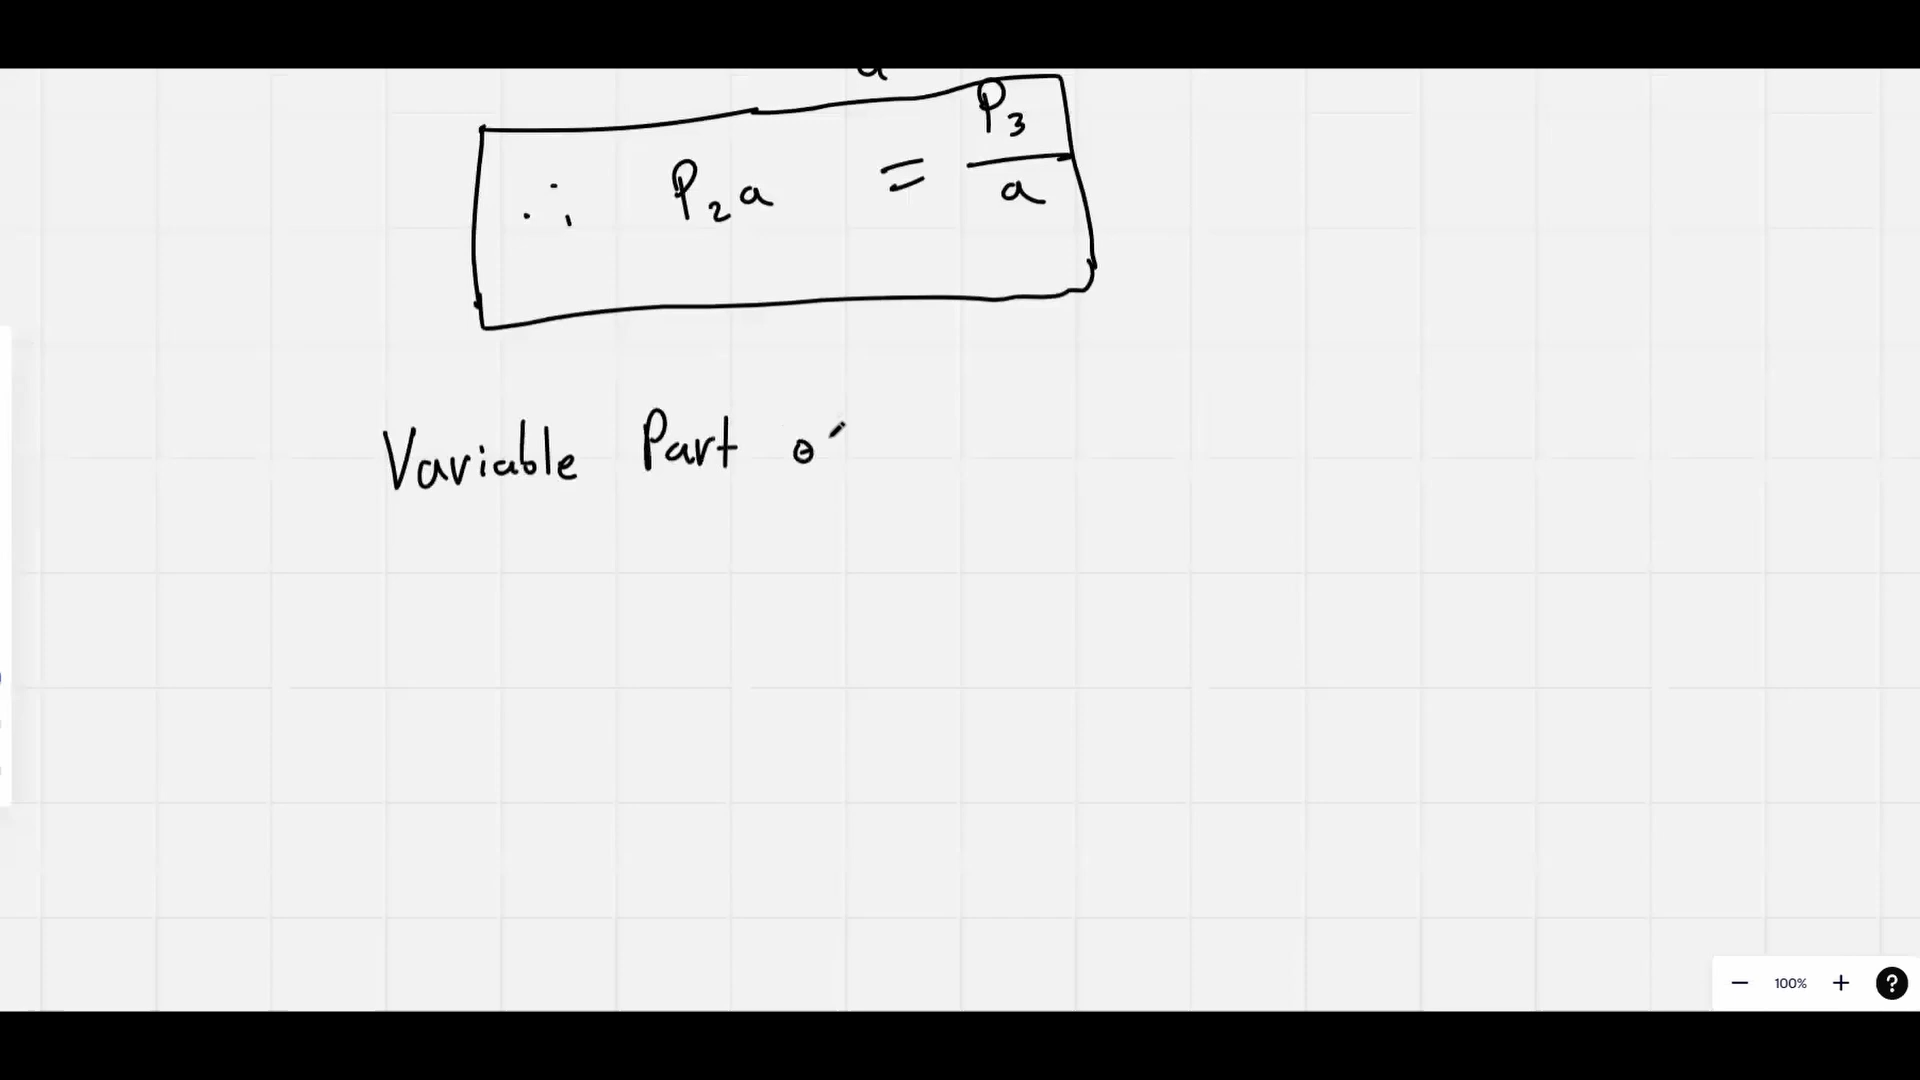 a
∴ P₂a = P₃/a
Variable Part o
100%
?